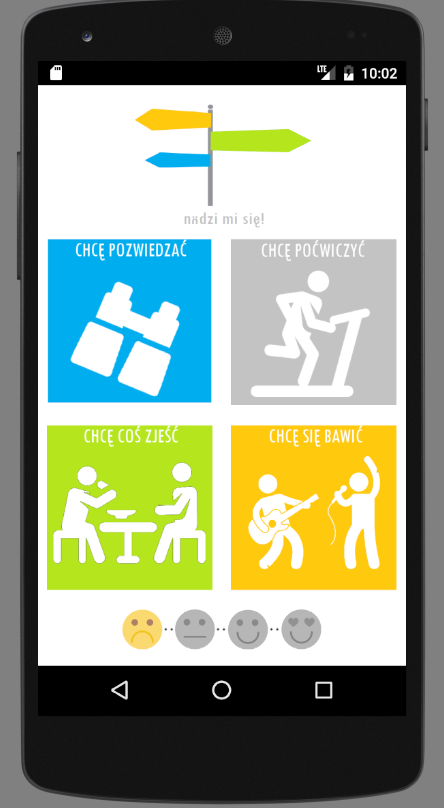 LTE 10:02
nudzi mi się!
CHCĘ POZWIEDZAĆ
CHCĘ POĆWICZYĆ
CHCĘ COŚ ZJEŚĆ
CHCĘ SIĘ BAWIĆ